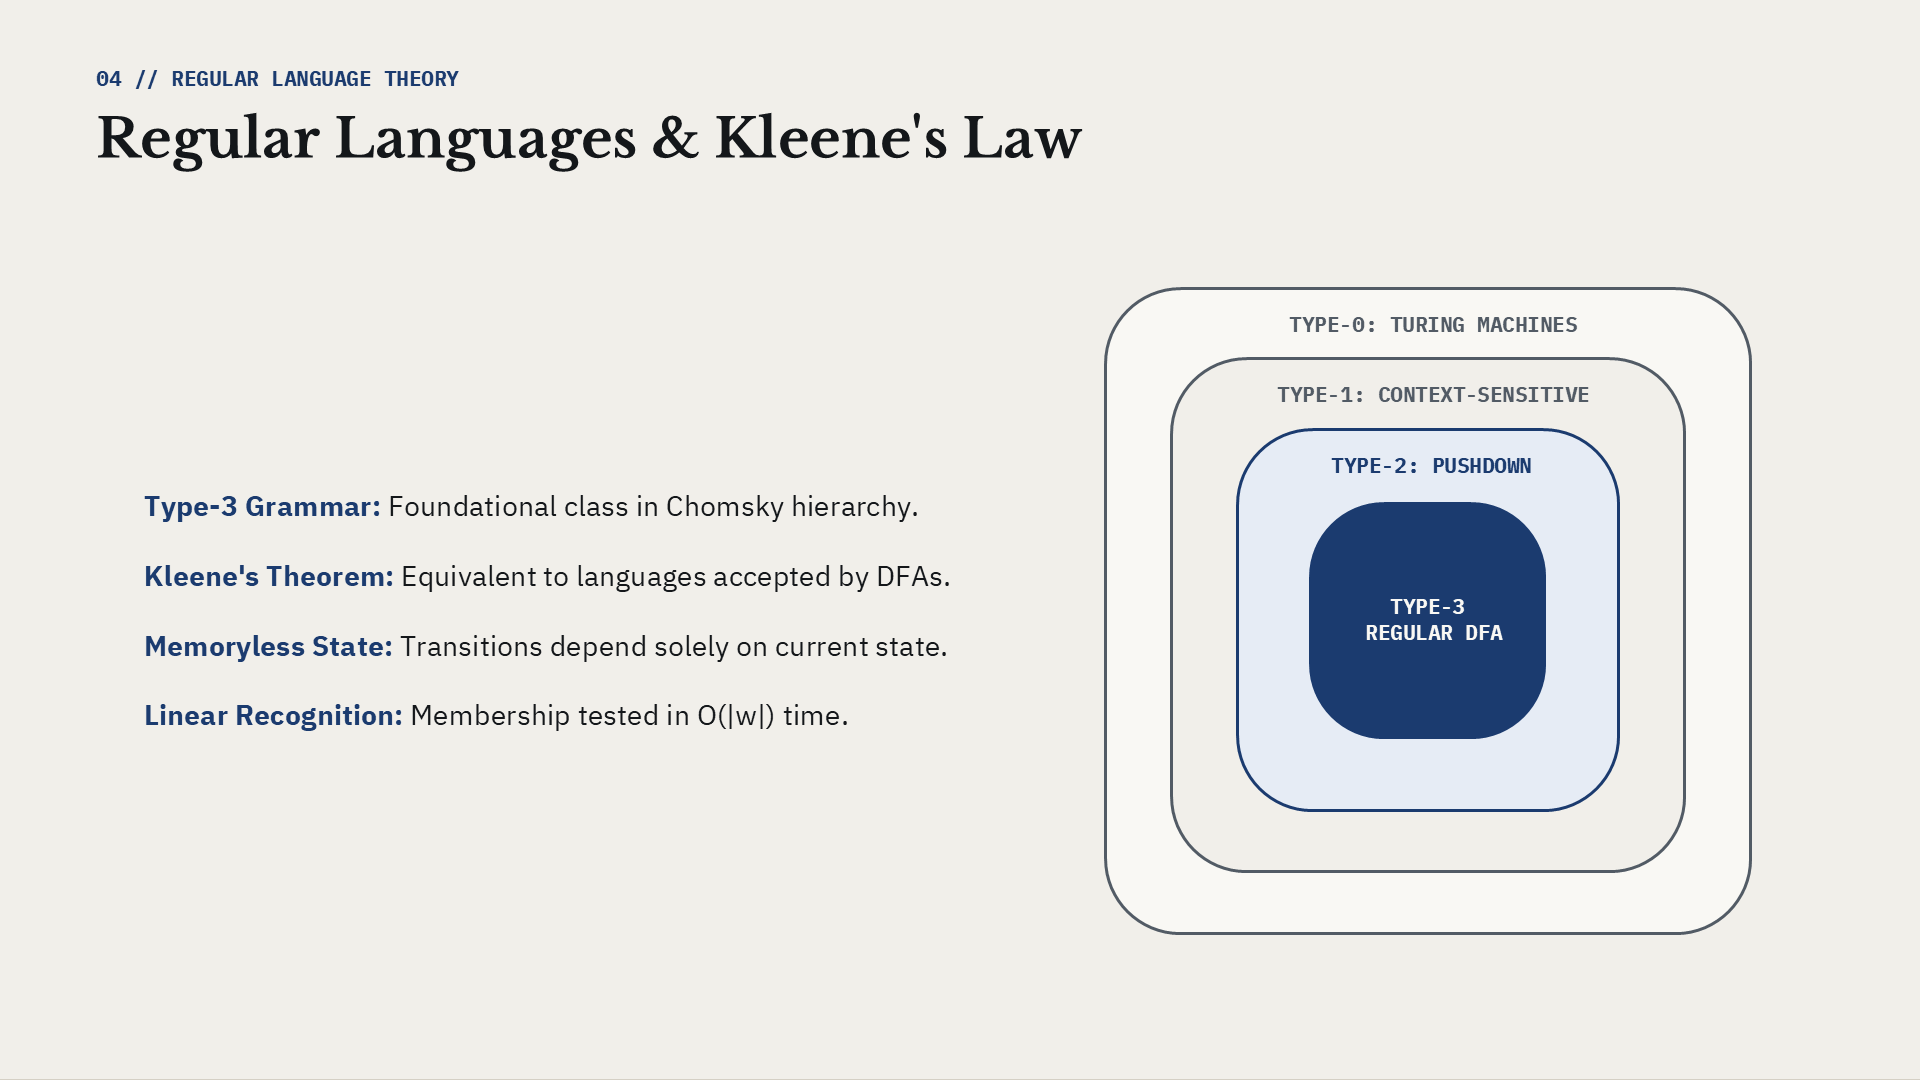 04 // REGULAR LANGUAGE THEORY
Regular Languages & Kleene's Law
Type-3 Grammar: Foundational class in Chomsky hierarchy.
Kleene's Theorem: Equivalent to languages accepted by DFAs.
Memoryless State: Transitions depend solely on current state.
Linear Recognition: Membership tested in O(|w|) time.
TYPE-0: TURING MACHINES
TYPE-1: CONTEXT-SENSITIVE
TYPE-2: PUSHDOWN
TYPE-3
REGULAR DFA